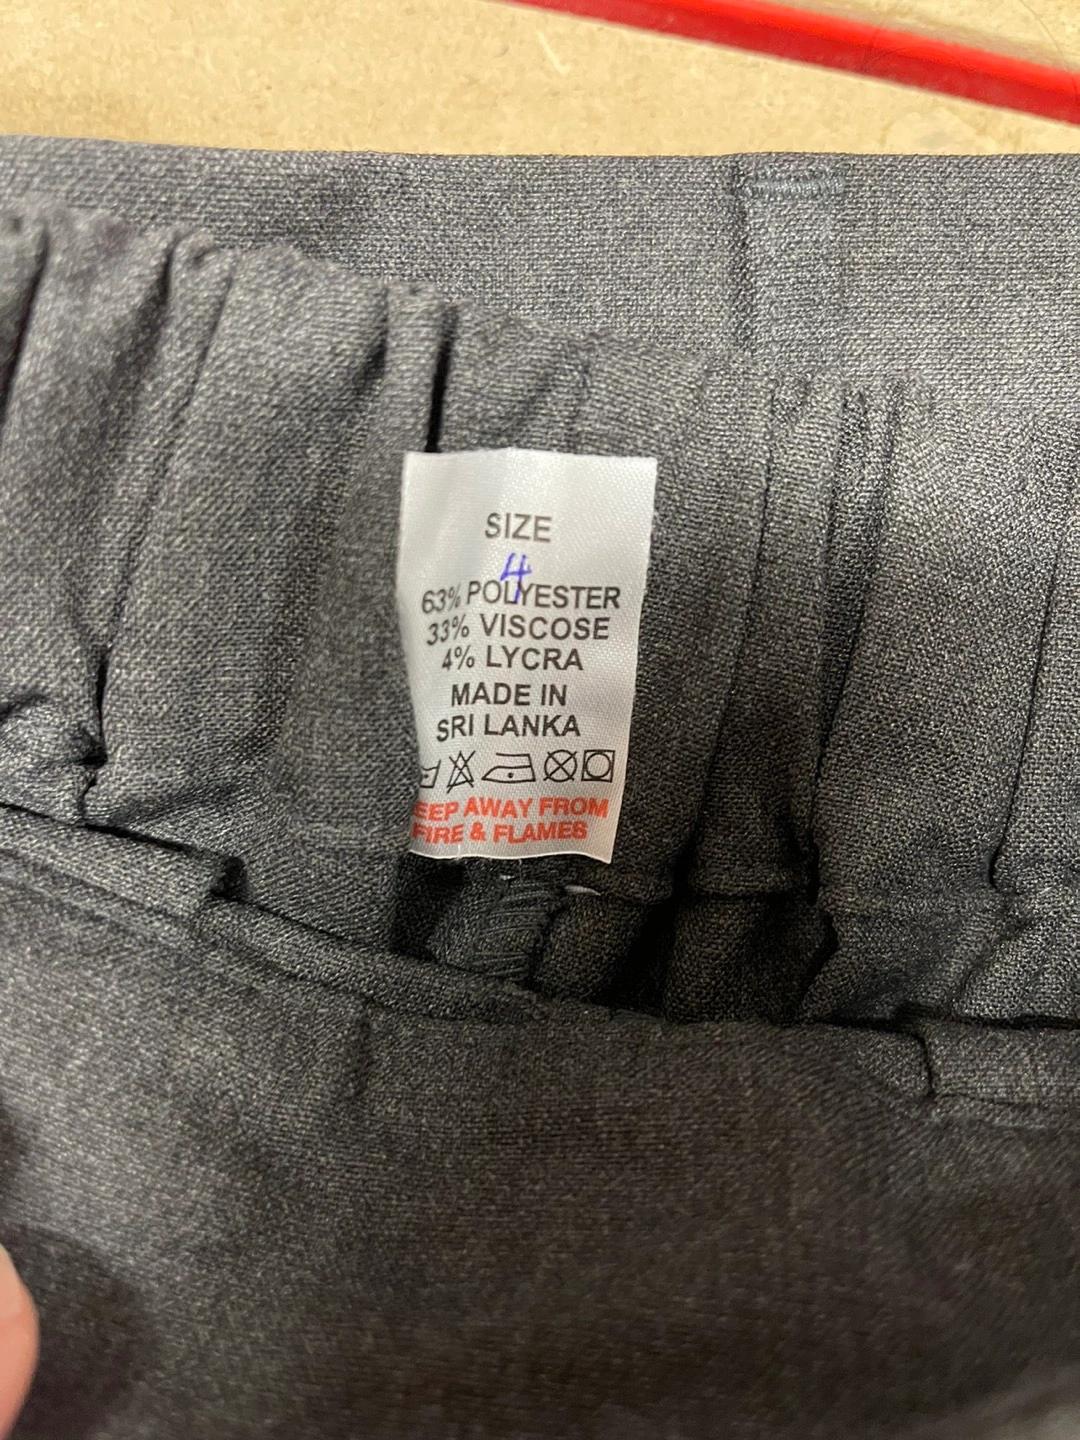 SIZE
4
63% POLYESTER
33% VISCOSE
4% LYCRA
MADE IN
SRI LANKA
EEP AWAY FROM
FIRE & FLAMES